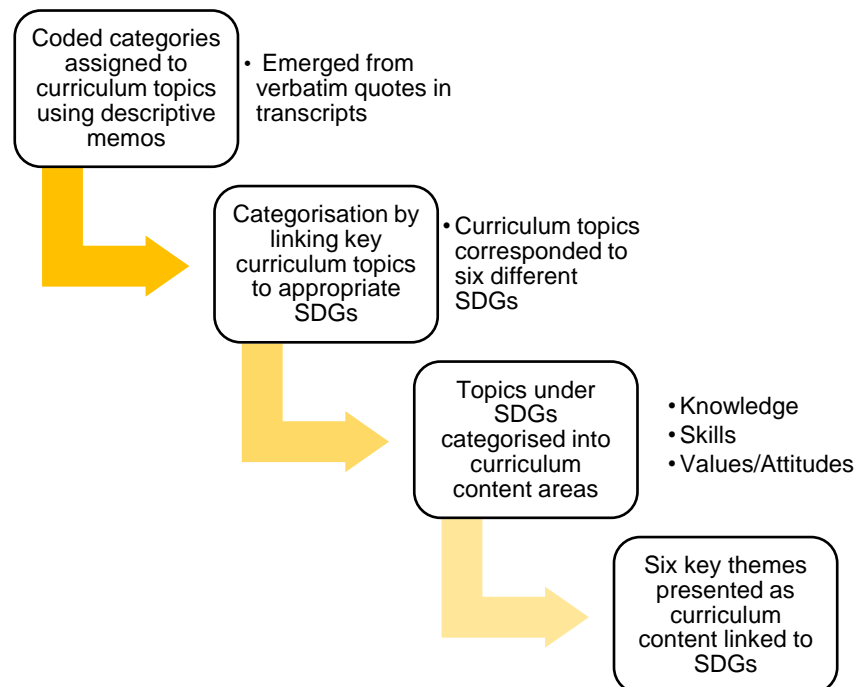 Coded categories
assigned to
curriculum topics
using descriptive
memos
• Emerged from
verbatim quotes in
transcripts
Categorisation by
linking key
curriculum topics
to appropriate
SDGs
• Curriculum topics
corresponded to
six different
SDGs
Topics under
SDGs
categorised into
curriculum
content areas
• Knowledge
• Skills
• Values/Attitudes
Six key themes
presented as
curriculum
content linked to
SDGs